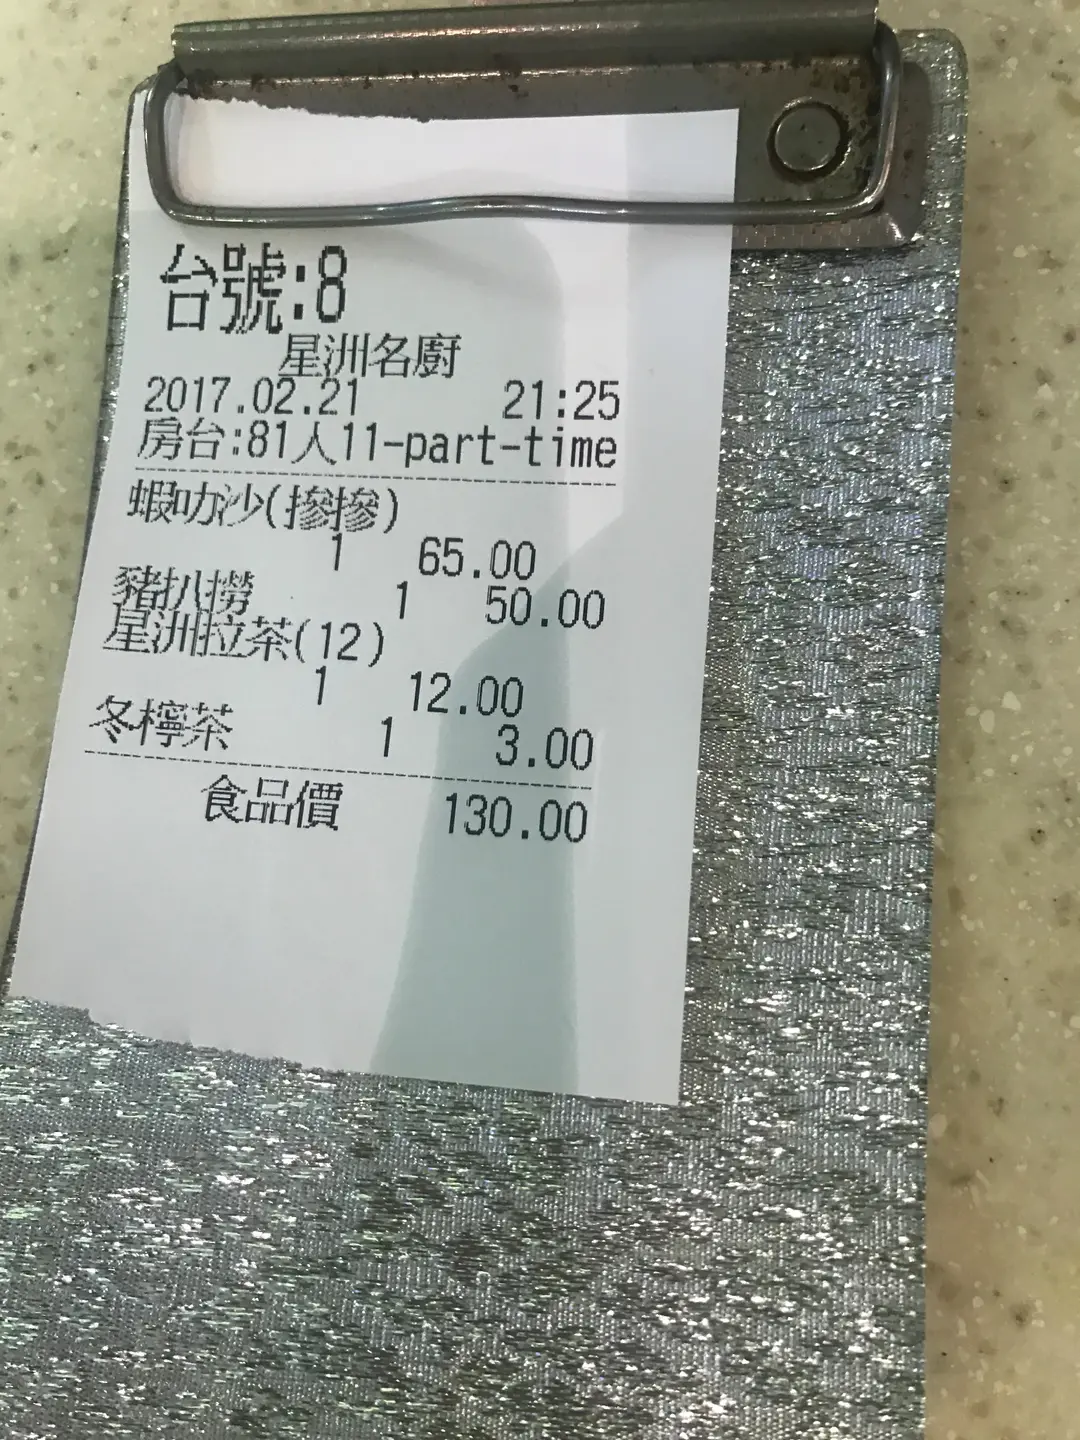 台號:8
星洲名廚
2017.02.21 21:25
房台:81人11-part-time
蝦叻沙(摻摻)
1 65.00
豬扒撈 1 50.00
星洲拉茶(12)
1 12.00
冬檸茶 1 3.00
食品價 130.00